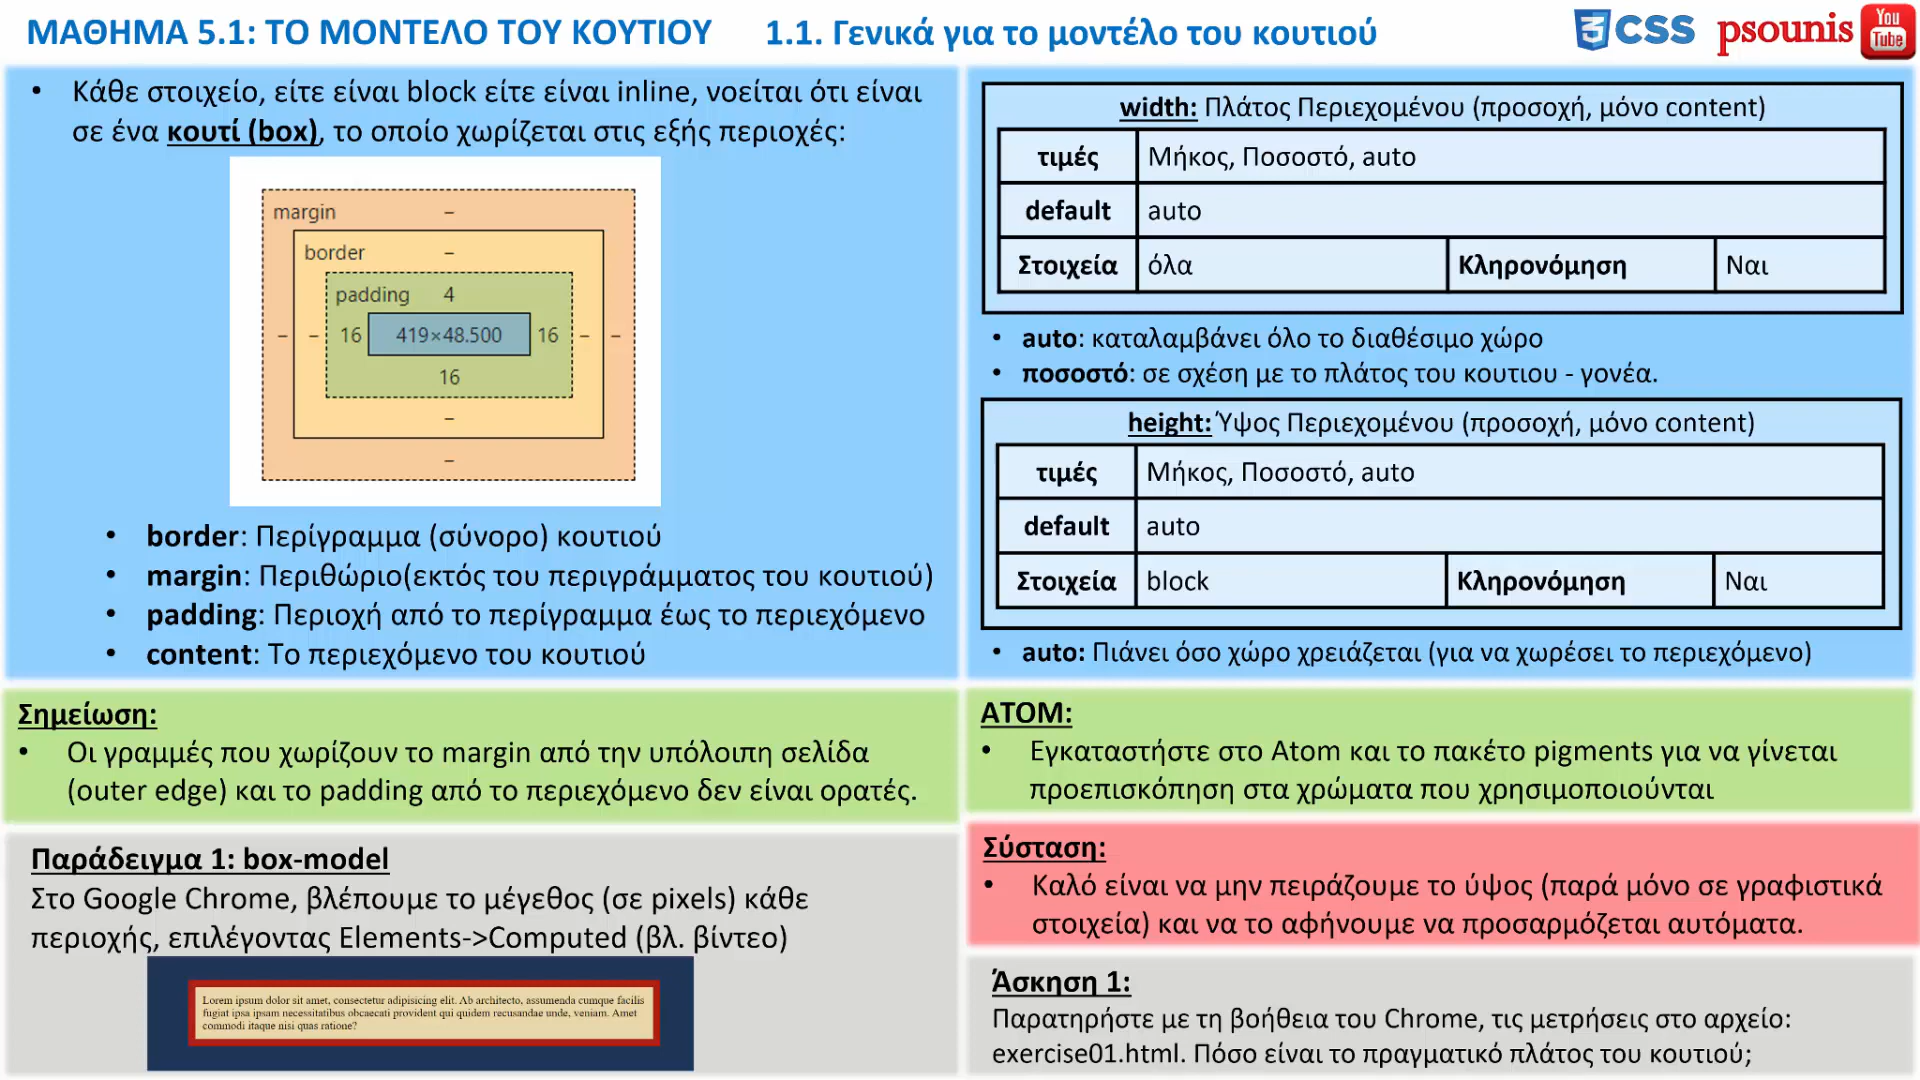 ΜΑΘΗΜΑ 5.1: ΤΟ ΜΟΝΤΕΛΟ ΤΟΥ ΚΟΥΤΙΟΥ 1.1. Γενικά για το μοντέλο του κουτιού
3 CSS psounis You Tube
• Κάθε στοιχείο, είτε είναι block είτε είναι inline, νοείται ότι είναι
σε ένα κουτί (box), το οποίο χωρίζεται στις εξής περιοχές:
margin –
border –
padding 4
– – 16 419×48.500 16 – –
16
–
–
• border: Περίγραμμα (σύνορο) κουτιού
• margin: Περιθώριο(εκτός του περιγράμματος του κουτιού)
• padding: Περιοχή από το περίγραμμα έως το περιεχόμενο
• content: Το περιεχόμενο του κουτιού
Σημείωση:
• Οι γραμμές που χωρίζουν το margin από την υπόλοιπη σελίδα
(outer edge) και το padding από το περιεχόμενο δεν είναι ορατές.
Παράδειγμα 1: box-model
Στο Google Chrome, βλέπουμε το μέγεθος (σε pixels) κάθε
περιοχής, επιλέγοντας Elements->Computed (βλ. βίντεο)
Lorem ipsum dolor sit amet, consectetur adipisicing elit. Ab architecto, assumenda cumque facilis
fugiat ipsa ipsam necessitatibus obcaecati provident qui quidem recusandae unde, veniam. Amet
commodi itaque nisi quas ratione?
width: Πλάτος Περιεχομένου (προσοχή, μόνο content)
τιμές Μήκος, Ποσοστό, auto
default auto
Στοιχεία όλα Κληρονόμηση Ναι
• auto: καταλαμβάνει όλο το διαθέσιμο χώρο
• ποσοστό: σε σχέση με το πλάτος του κουτιου - γονέα.
height: Ύψος Περιεχομένου (προσοχή, μόνο content)
τιμές Μήκος, Ποσοστό, auto
default auto
Στοιχεία block Κληρονόμηση Ναι
• auto: Πιάνει όσο χώρο χρειάζεται (για να χωρέσει το περιεχόμενο)
ATOM:
• Εγκαταστήστε στο Atom και το πακέτο pigments για να γίνεται
προεπισκόπηση στα χρώματα που χρησιμοποιούνται
Σύσταση:
• Καλό είναι να μην πειράζουμε το ύψος (παρά μόνο σε γραφιστικά
στοιχεία) και να το αφήνουμε να προσαρμόζεται αυτόματα.
Άσκηση 1:
Παρατηρήστε με τη βοήθεια του Chrome, τις μετρήσεις στο αρχείο:
exercise01.html. Πόσο είναι το πραγματικό πλάτος του κουτιού;